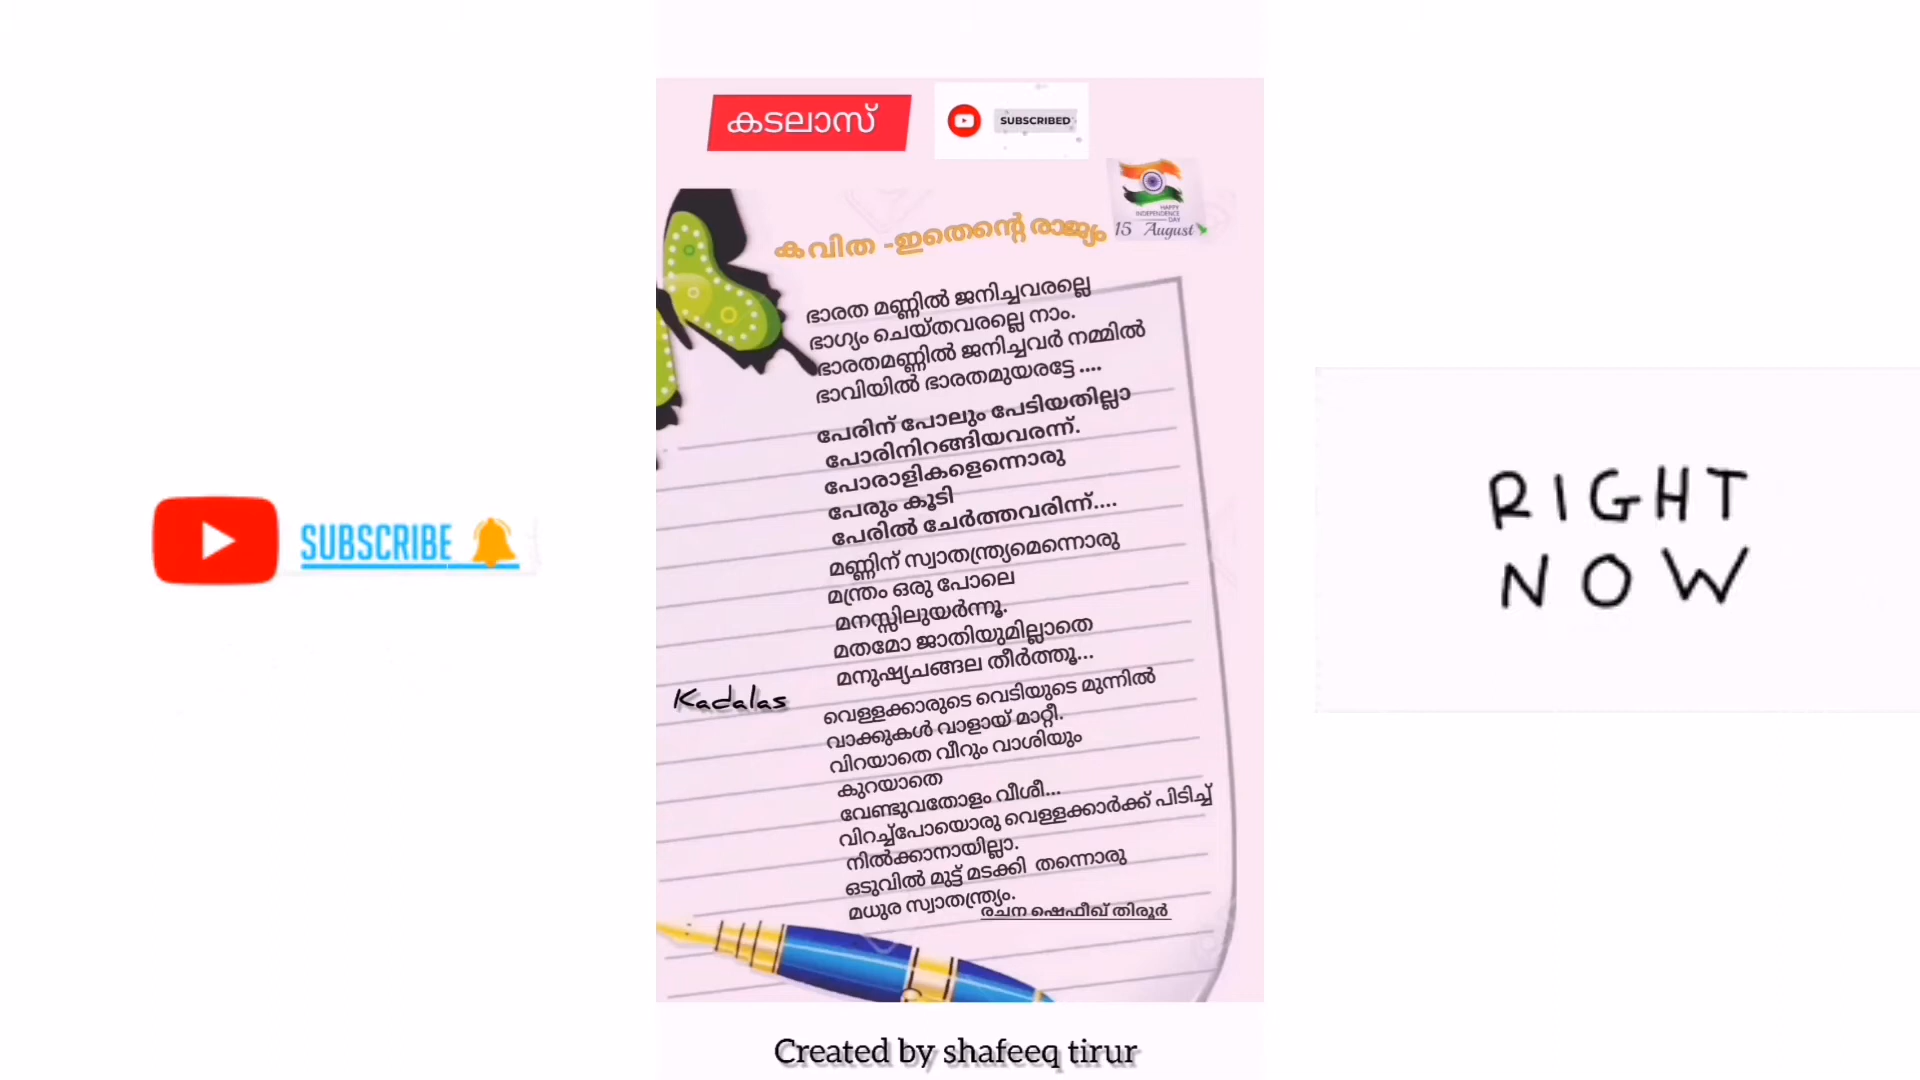 കടലാസ്
SUBSCRIBED
HAPPY
INDEPENDENCE
DAY
15 August
കവിത -ഇതെന്റെ രാജ്യം
ഭാരത മണ്ണിൽ ജനിച്ചവരല്ലെ
ഭാഗ്യം ചെയ്തവരല്ലെ നാം.
ഭാരതമണ്ണിൽ ജനിച്ചവർ നമ്മിൽ
ഭാവിയിൽ ഭാരതമുയരട്ടേ ....
പേരിന് പോലും പേടിയതില്ലാ
പോരിനിറങ്ങിയവരന്ന്.
പോരാളികളെന്നൊരു
പേരും കൂടി
പേരിൽ ചേർത്തവരിന്ന്....
മണ്ണിന് സ്വാതന്ത്ര്യമെന്നൊരു
മന്ത്രം ഒരു പോലെ
മനസ്സിലുയർന്നൂ.
മതമോ ജാതിയുമില്ലാതെ
മനുഷ്യചങ്ങല തീർത്തൂ...
വെള്ളക്കാരുടെ വെടിയുടെ മുന്നിൽ
വാക്കുകൾ വാളായ് മാറ്റീ.
വിറയാതെ വീറും വാശിയും
കുറയാതെ
വേണ്ടുവതോളം വീശീ...
വിറച്ച്പോയൊരു വെള്ളക്കാർക്ക് പിടിച്ച്
നിൽക്കാനായില്ലാ.
ഒടുവിൽ മുട്ട് മടക്കി തന്നൊരു
മധുര സ്വാതന്ത്ര്യം.
രചന ഷെഫീഖ് തിരൂർ
Kadalas
SUBSCRIBE
RIGHT
NOW
Created by shafeeq tirur